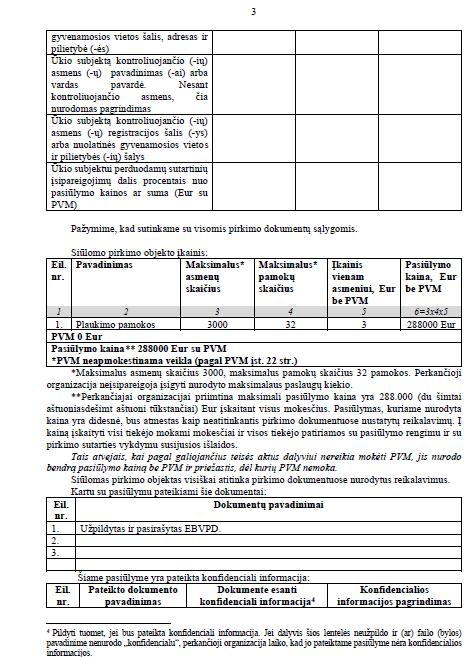 3
gyvenamosios vietos šalis, adresas ir
pilietybė (-ės)
Ūkio subjektą kontroliuojančio (-ių)
asmens (-ų) pavadinimas (-ai) arba
vardas pavardė. Nesant
kontroliuojančio asmens, čia
nurodomas pagrindimas
Ūkio subjektą kontroliuojančio (-ių)
asmens (-ų) registracijos šalis (-ys)
arba nuolatinės gyvenamosios vietos
ir pilietybės (-ių) šalys
Ūkio subjektui perduodamų sutartinių
įsipareigojimų dalis procentais nuo
pasiūlymo kainos ar suma (Eur su
PVM)
Pažymime, kad sutinkame su visomis pirkimo dokumentų sąlygomis.
Siūlomo pirkimo objekto įkainis:
Eil. nr. Pavadinimas Maksimalus* asmenų skaičius Maksimalus* pamokų skaičius Įkainis vienam asmeniui, Eur be PVM Pasiūlymo kaina, Eur be PVM
1 2 3 4 5 6=3x4x5
1. Plaukimo pamokos 3000 32 3 288000 Eur
PVM 0 Eur
Pasiūlymo kaina** 288000 Eur su PVM
*PVM neapmokestinama veikla (pagal PVM įst. 22 str.)
*Maksimalus asmenų skaičius 3000, maksimalus pamokų skaičius 32 pamokos. Perkančioji
organizacija neįsipareigoja įsigyti nurodyto maksimalaus paslaugų kiekio.
**Perkančiajai organizacijai priimtina maksimali pasiūlymo kaina yra 288.000 (du šimtai
aštuoniasdešimt aštuoni tūkstančiai) Eur įskaitant visus mokesčius. Pasiūlymas, kuriame nurodyta
kaina yra didesnė, bus atmestas kaip neatitinkantis pirkimo dokumentuose nustatytų reikalavimų. Į
kainą įskaityti visi tiekėjo mokami mokesčiai ir visos tiekėjo patiriamos su pasiūlymo rengimu ir su
pirkimo sutarties vykdymu susijusios išlaidos.
Tais atvejais, kai pagal galiojančius teisės aktus dalyviui nereikia mokėti PVM, jis nurodo
bendrą pasiūlymo kainą be PVM ir priežastis, dėl kurių PVM nemoka.
Siūlomas pirkimo objektas visiškai atitinka pirkimo dokumentuose nurodytus reikalavimus.
Kartu su pasiūlymu pateikiami šie dokumentai:
Eil. nr. Dokumentų pavadinimai
1. Užpildytas ir pasirašytas EBVPD.
2.
3.
Šiame pasiūlyme yra pateikta konfidenciali informacija:
Eil. nr. Pateikto dokumento pavadinimas Dokumente esanti konfidenciali informacija⁴ Konfidencialios informacijos pagrindimas
⁴ Pildyti tuomet, jei bus pateikta konfidenciali informacija. Jei dalyvis šios lentelės neužpildo ir (ar) failo (bylos)
pavadinime nenurodo „konfidencialu“, perkančioji organizacija laiko, kad jo pateiktame pasiūlyme nėra konfidencialios
informacijos.